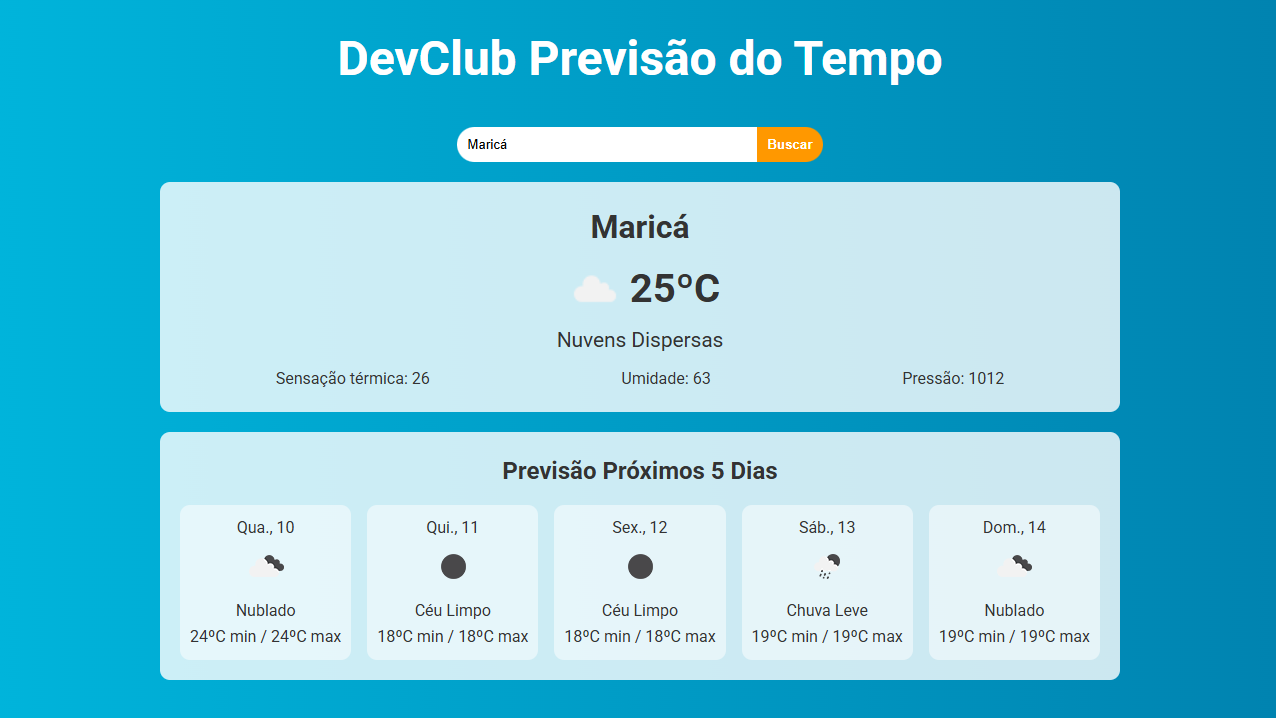 DevClub Previsão do Tempo
Maricá
Buscar
Maricá
25ºC
Nuvens Dispersas
Sensação térmica: 26
Umidade: 63
Pressão: 1012
Previsão Próximos 5 Dias
Qua., 10
Nublado
24ºC min / 24ºC max
Qui., 11
Céu Limpo
18ºC min / 18ºC max
Sex., 12
Céu Limpo
18ºC min / 18ºC max
Sáb., 13
Chuva Leve
19ºC min / 19ºC max
Dom., 14
Nublado
19ºC min / 19ºC max